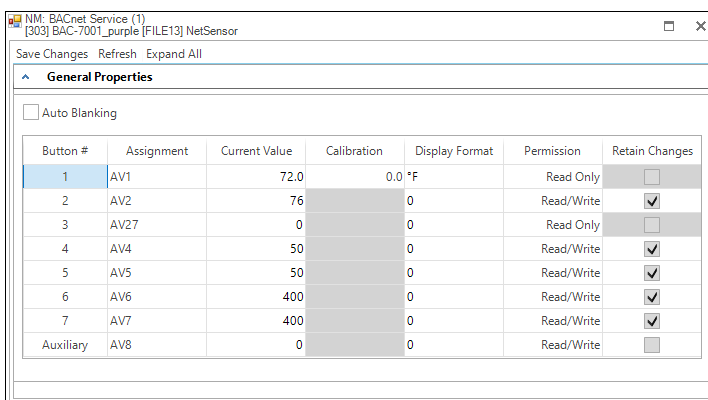 NM: BACnet Service (1)
[303] BAC-7001_purple [FILE13] NetSensor
Save Changes Refresh Expand All
General Properties
Auto Blanking
Button # Assignment Current Value Calibration Display Format Permission Retain Changes
1 AV1 72.0 0.0 °F Read Only
2 AV2 76 0 Read/Write
3 AV27 0 0 Read Only
4 AV4 50 0 Read/Write
5 AV5 50 0 Read/Write
6 AV6 400 0 Read/Write
7 AV7 400 0 Read/Write
Auxiliary AV8 0 0 Read/Write